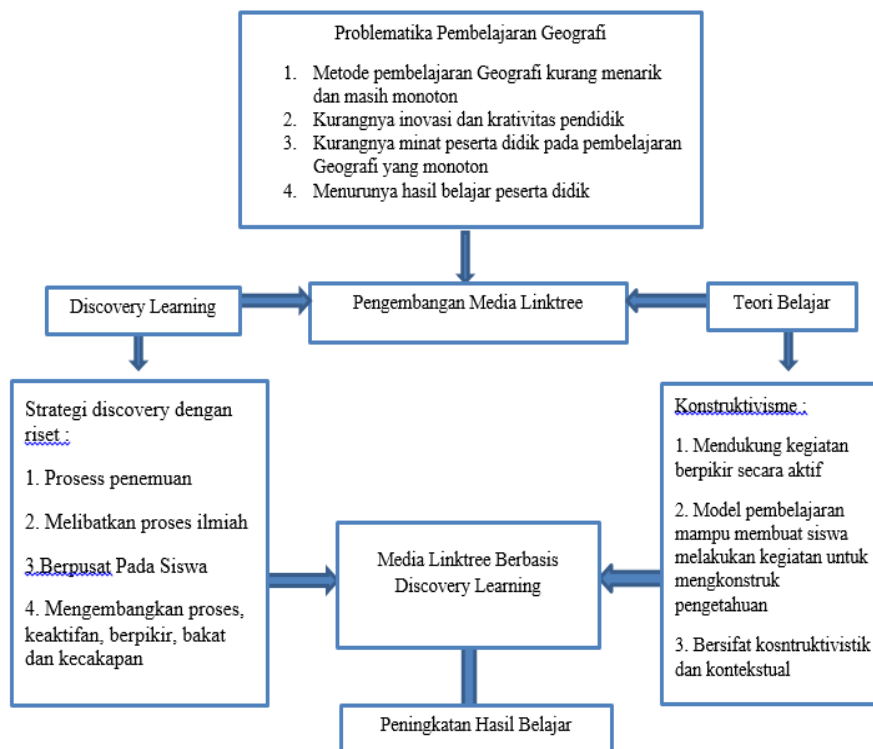 Problematika Pembelajaran Geografi
1. Metode pembelajaran Geografi kurang menarik
dan masih monoton
2. Kurangnya inovasi dan krativitas pendidik
3. Kurangnya minat peserta didik pada pembelajaran
Geografi yang monoton
4. Menurunya hasil belajar peserta didik
Discovery Learning
Pengembangan Media Linktree
Teori Belajar
Strategi discovery dengan
riset :
1. Prosess penemuan
2. Melibatkan proses ilmiah
3.Berpusat Pada Siswa
4. Mengembangkan proses,
keaktifan, berpikir, bakat
dan kecakapan
Media Linktree Berbasis
Discovery Learning
Konstruktivisme :
1. Mendukung kegiatan
berpikir secara aktif
2. Model pembelajaran
mampu membuat siswa
melakukan kegiatan untuk
mengkonstruk
pengetahuan
3. Bersifat kosntruktivistik
dan kontekstual
Peningkatan Hasil Belajar